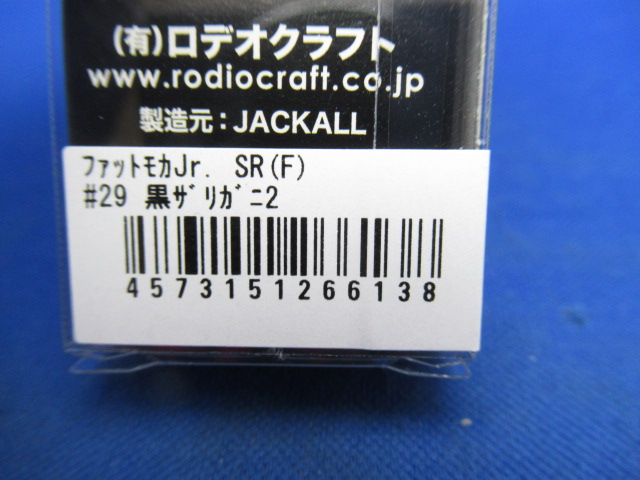 (有)ロデオクラフト
www.rodiocraft.co.jp
製造元：JACKALL
ﾌｧｯﾄﾓｶJr. SR(F)
#29 黒ｻﾞﾘｶﾞﾆ2
4573151266138